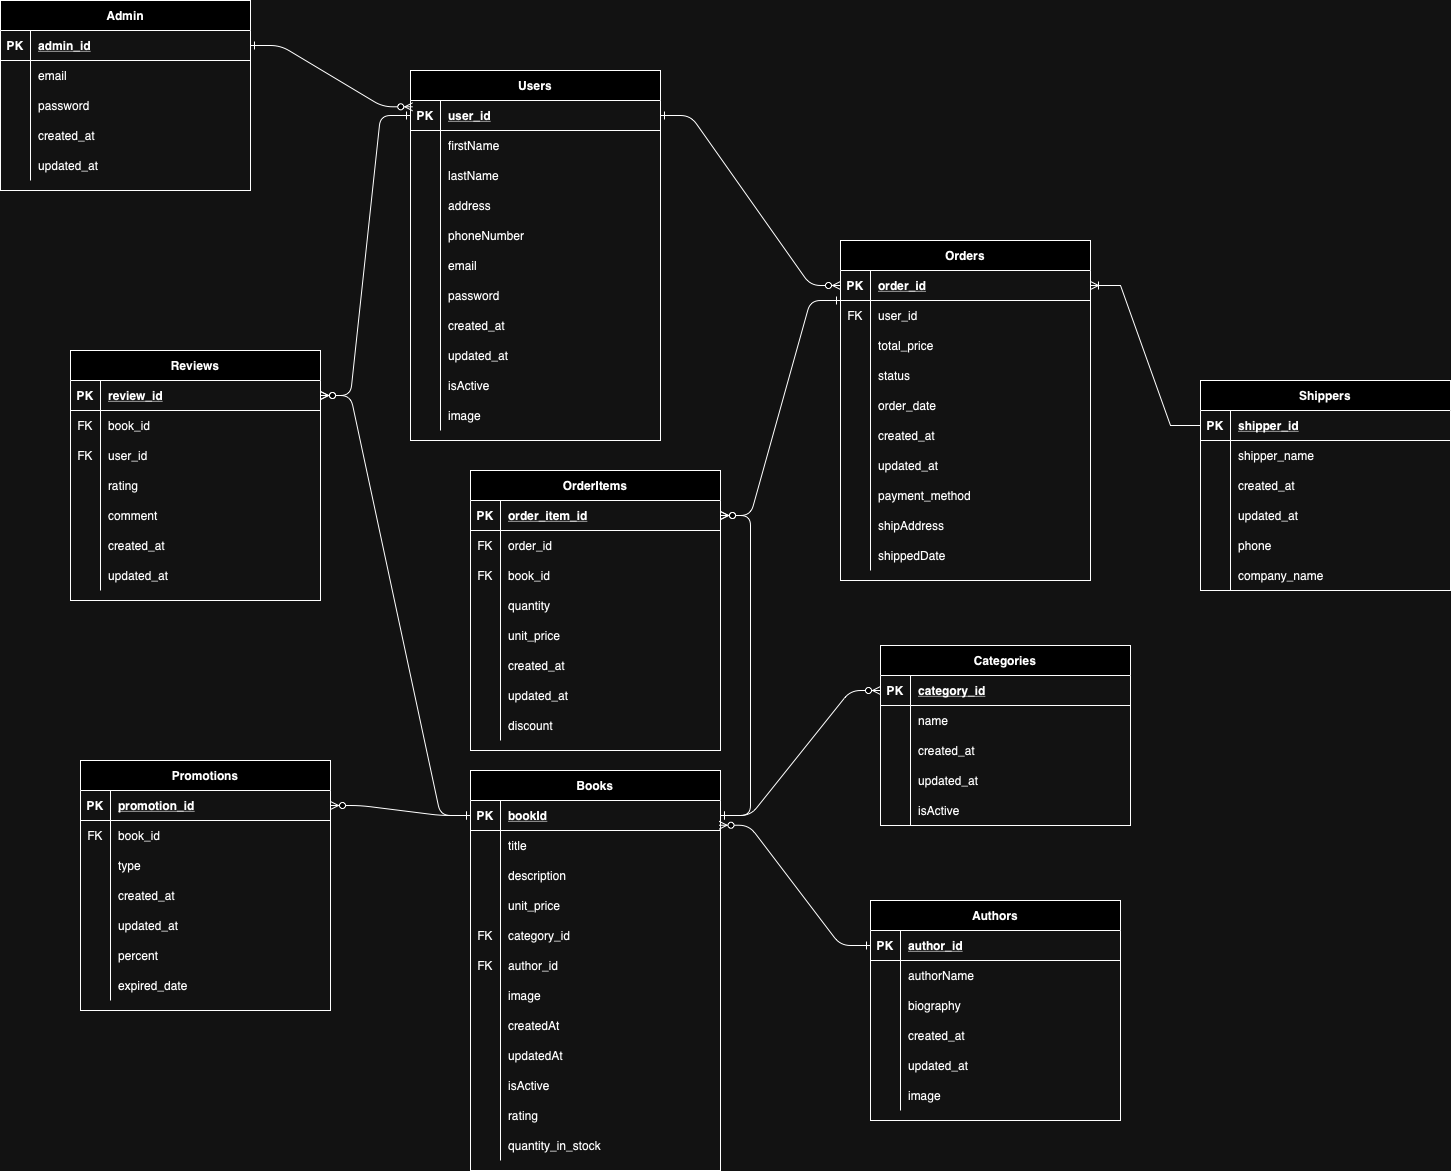 Admin
PK admin_id
email
password
created_at
updated_at
Users
PK user_id
firstName
lastName
address
phoneNumber
email
password
created_at
updated_at
isActive
image
Orders
PK order_id
FK user_id
total_price
status
order_date
created_at
updated_at
payment_method
shipAddress
shippedDate
Reviews
PK review_id
FK book_id
FK user_id
rating
comment
created_at
updated_at
Shippers
PK shipper_id
shipper_name
created_at
updated_at
phone
company_name
OrderItems
PK order_item_id
FK order_id
FK book_id
quantity
unit_price
created_at
updated_at
discount
Categories
PK category_id
name
created_at
updated_at
isActive
Promotions
PK promotion_id
FK book_id
type
created_at
updated_at
percent
expired_date
Books
PK bookId
title
description
unit_price
FK category_id
FK author_id
image
createdAt
updatedAt
isActive
rating
quantity_in_stock
Authors
PK author_id
authorName
biography
created_at
updated_at
image